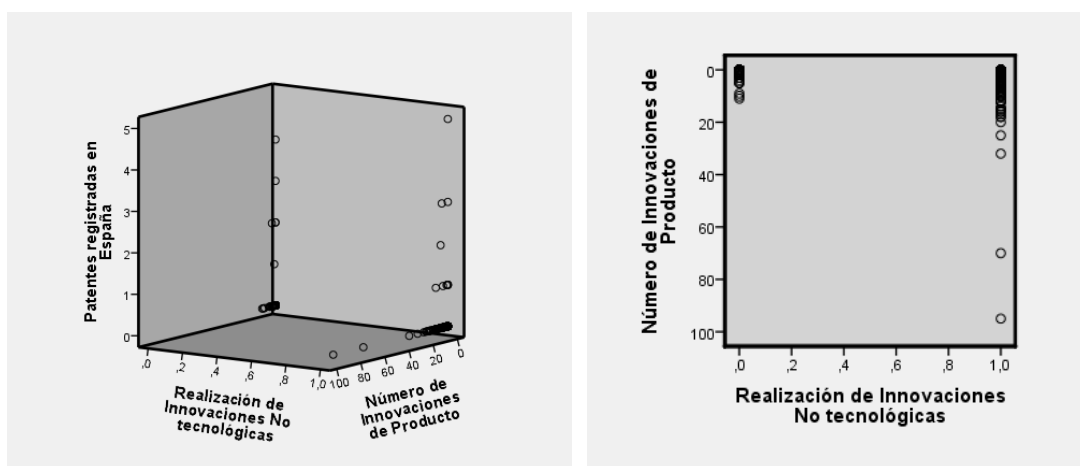 Patentes registradas en
España
5
4
3
2
1
0
,0
,2
,4
,6
,8
1,0
100
80
60
40
20
0
Realización de
Innovaciones No
tecnológicas
Número de
Innovaciones
de Producto
Número de Innovaciones de
Producto
0
20
40
60
80
100
,0
,2
,4
,6
,8
1,0
Realización de Innovaciones
No tecnológicas